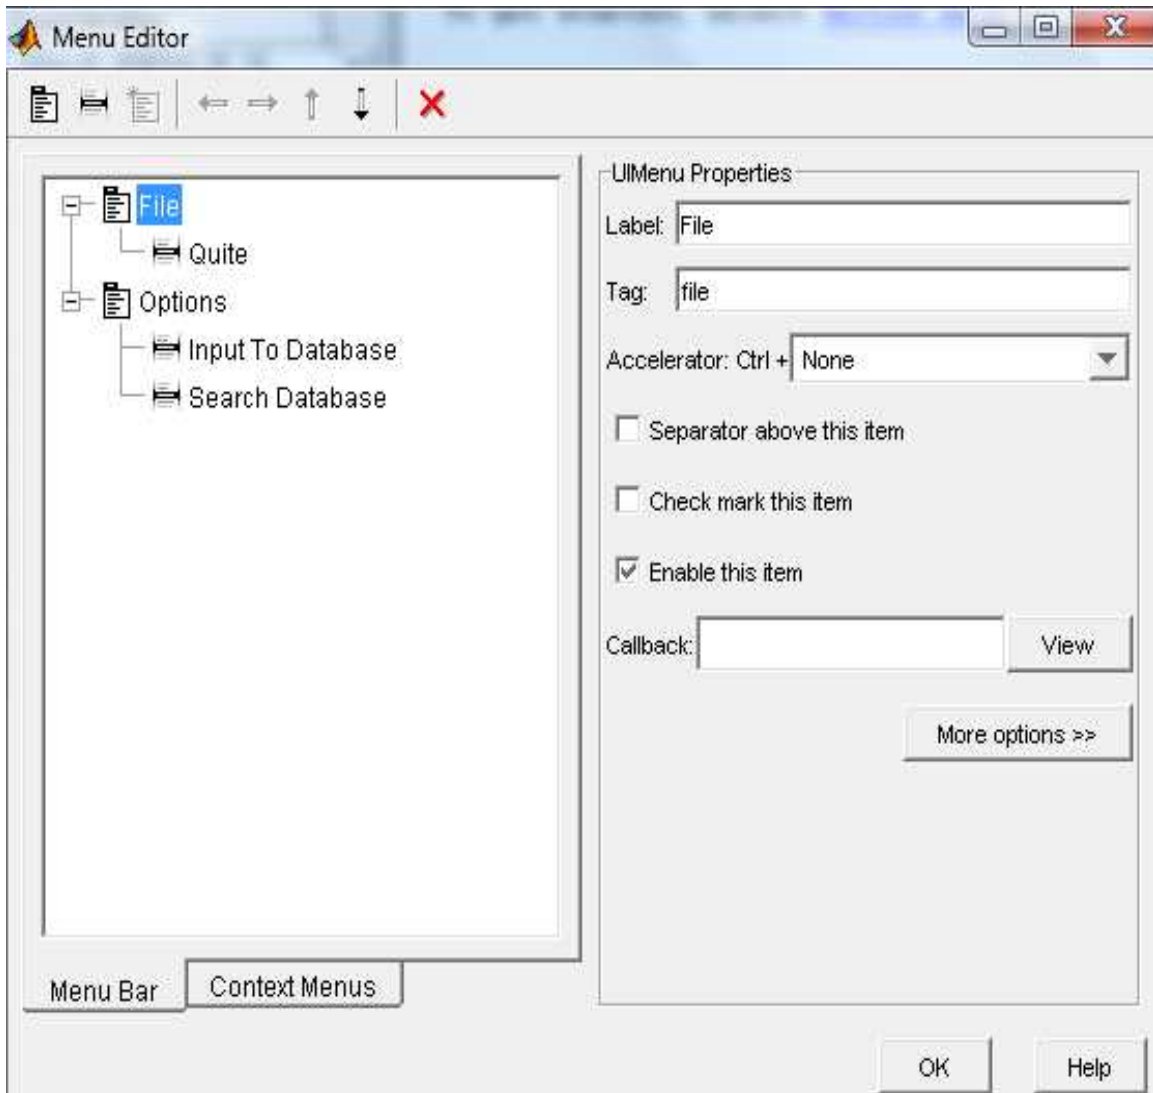 Menu Editor
File
Quite
Options
Input To Database
Search Database
Menu Bar
Context Menus
UIMenu Properties
Label: File
Tag: file
Accelerator: Ctrl + None
Separator above this item
Check mark this item
Enable this item
Callback:
View
More options >>
OK
Help